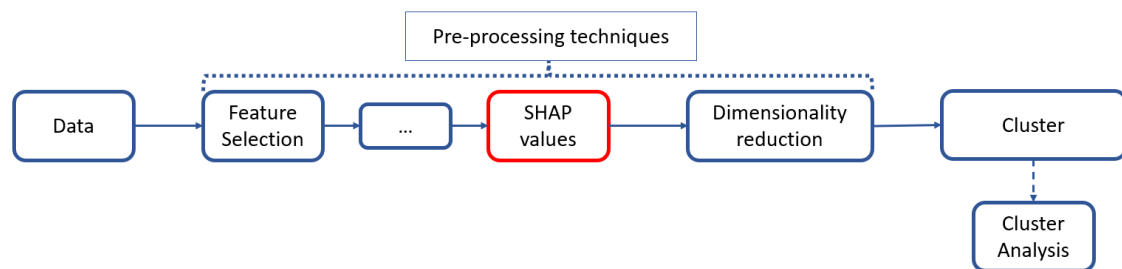 Pre-processing techniques
Data
Feature
Selection
...
SHAP
values
Dimensionality
reduction
Cluster
Cluster
Analysis